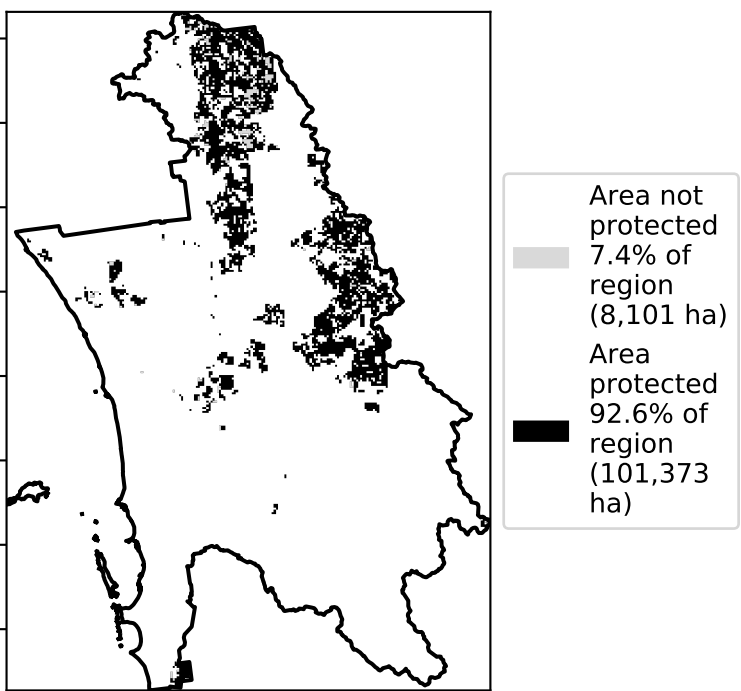 Area not
protected
7.4% of
region
(8,101 ha)
Area
protected
92.6% of
region
(101,373
ha)